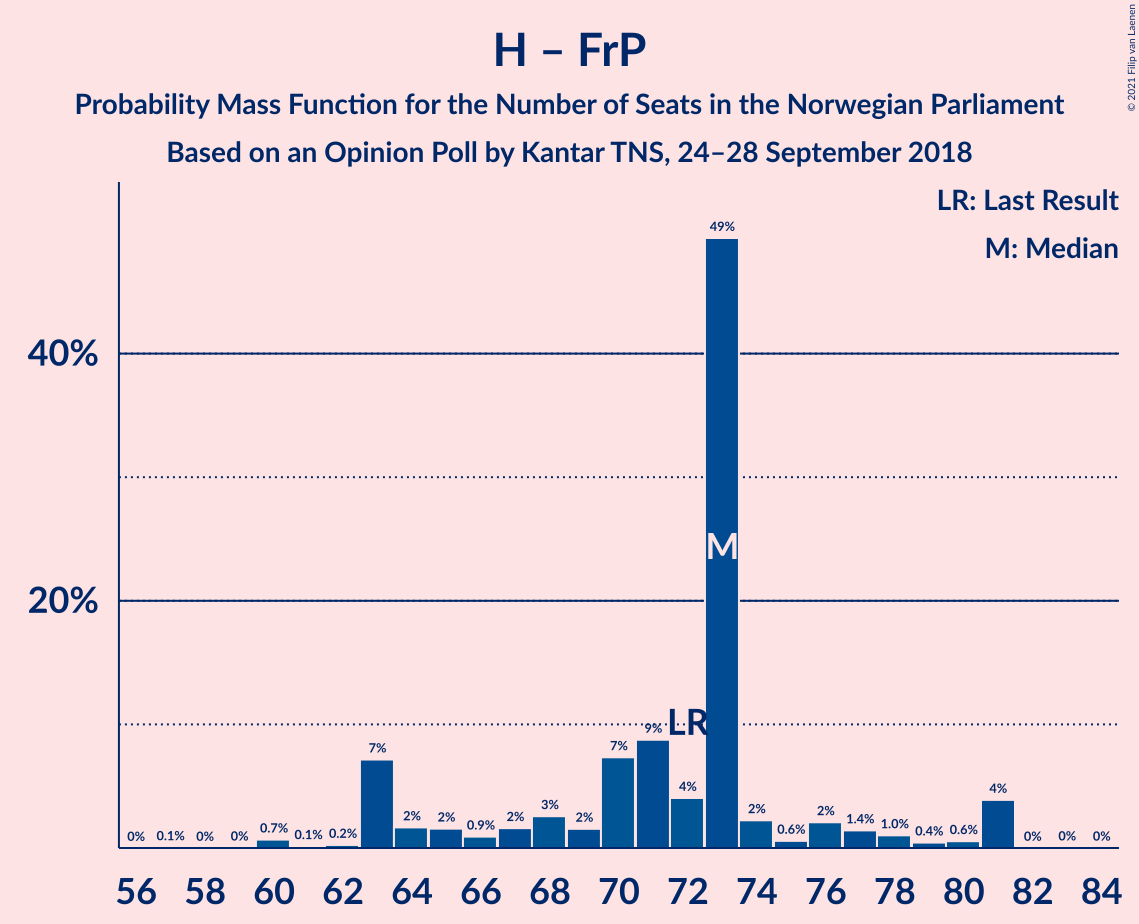 H – FrP
Probability Mass Function for the Number of Seats in the Norwegian Parliament
Based on an Opinion Poll by Kantar TNS, 24–28 September 2018
© 2021 Filip van Laenen
LR: Last Result
M: Median
40%
20%
0% 0.1% 0% 0% 0.7% 0.1% 0.2% 7% 2% 2% 0.9% 2% 3% 2% 7% 9% 4% 49% 2% 0.6% 2% 1.4% 1.0% 0.4% 0.6% 4% 0% 0% 0%
LR
M
56 58 60 62 64 66 68 70 72 74 76 78 80 82 84